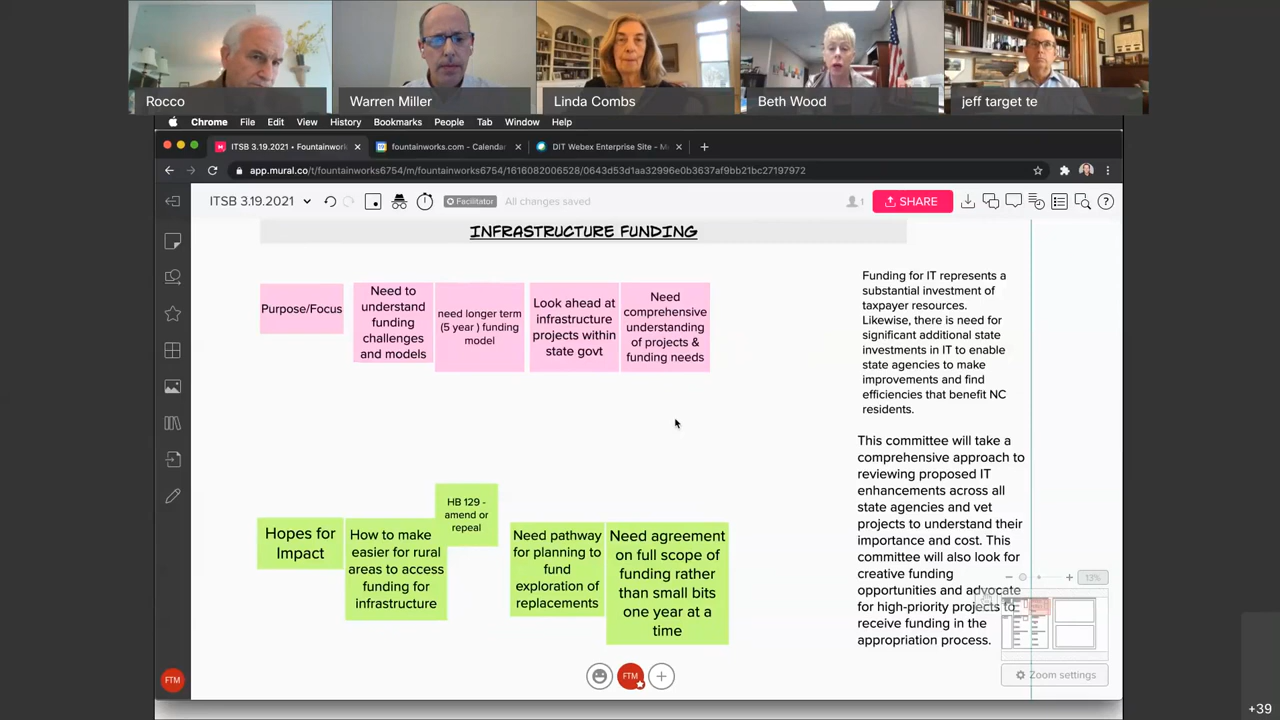 Rocco
Warren Miller
Linda Combs
Beth Wood
jeff target te
Chrome File Edit View History Bookmarks People Tab Window Help
ITSB 3.19.2021 • Fountainwork
fountainworks.com - Calendar
DIT Webex Enterprise Site - M
app.mural.co/t/fountainworks6754/m/fountainworks6754/1616082006528/0643d53d1aa32996e0b3637af9bb21bc27197972
ITSB 3.19.2021
Facilitator
All changes saved
1
SHARE
INFRASTRUCTURE FUNDING
Purpose/Focus
Need to
understand
funding
challenges
and models
need longer term
(5 year ) funding
model
Look ahead at
infrastructure
projects within
state govt
Need
comprehensive
understanding
of projects &
funding needs
Funding for IT represents a
substantial investment of
taxpayer resources.
Likewise, there is need for
significant additional state
investments in IT to enable
state agencies to make
improvements and find
efficiencies that benefit NC
residents.
This committee will take a
comprehensive approach to
reviewing proposed IT
enhancements across all
state agencies and vet
projects to understand their
importance and cost. This
committee will also look for
creative funding
opportunities and advocate
for high-priority projects to
receive funding in the
appropriation process.
Hopes for
Impact
How to make
easier for rural
areas to access
funding for
infrastructure
HB 129 -
amend or
repeal
Need pathway
for planning to
fund
exploration of
replacements
Need agreement
on full scope of
funding rather
than small bits
one year at a
time
13%
Zoom settings
FTM
FTM
+39